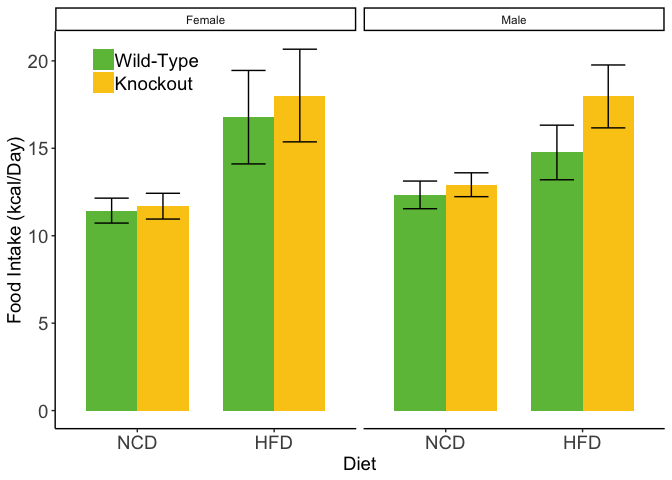 Female
Male
Wild-Type
Knockout
Food Intake (kcal/Day)
20
15
10
5
0
NCD
HFD
NCD
HFD
Diet